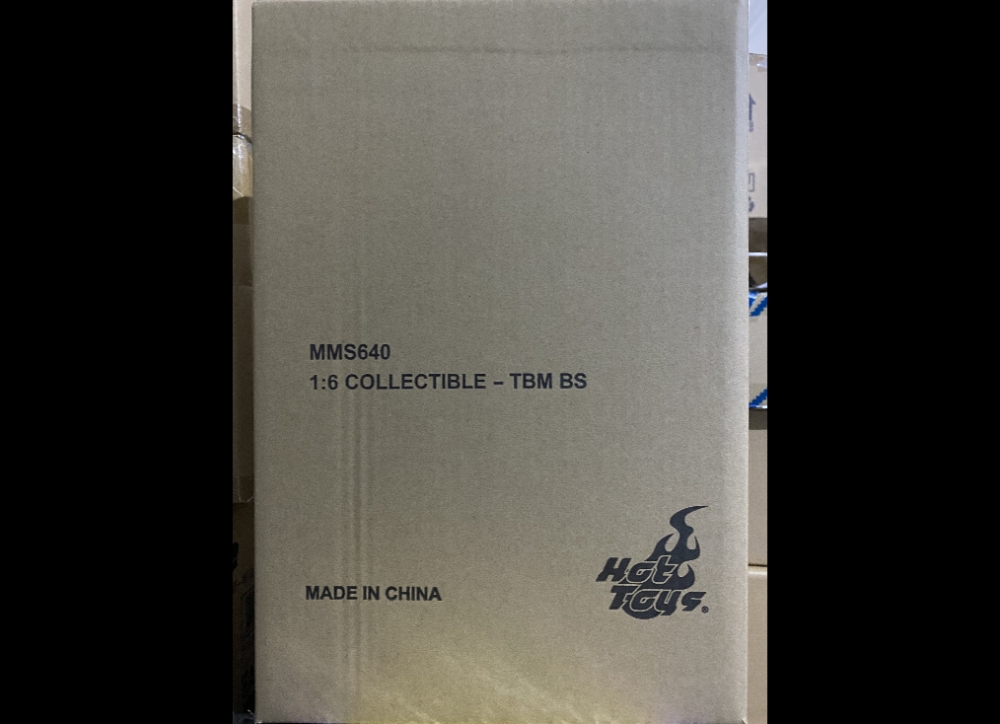 MMS640
1:6 COLLECTIBLE – TBM BS
MADE IN CHINA
Hot
Toys.®